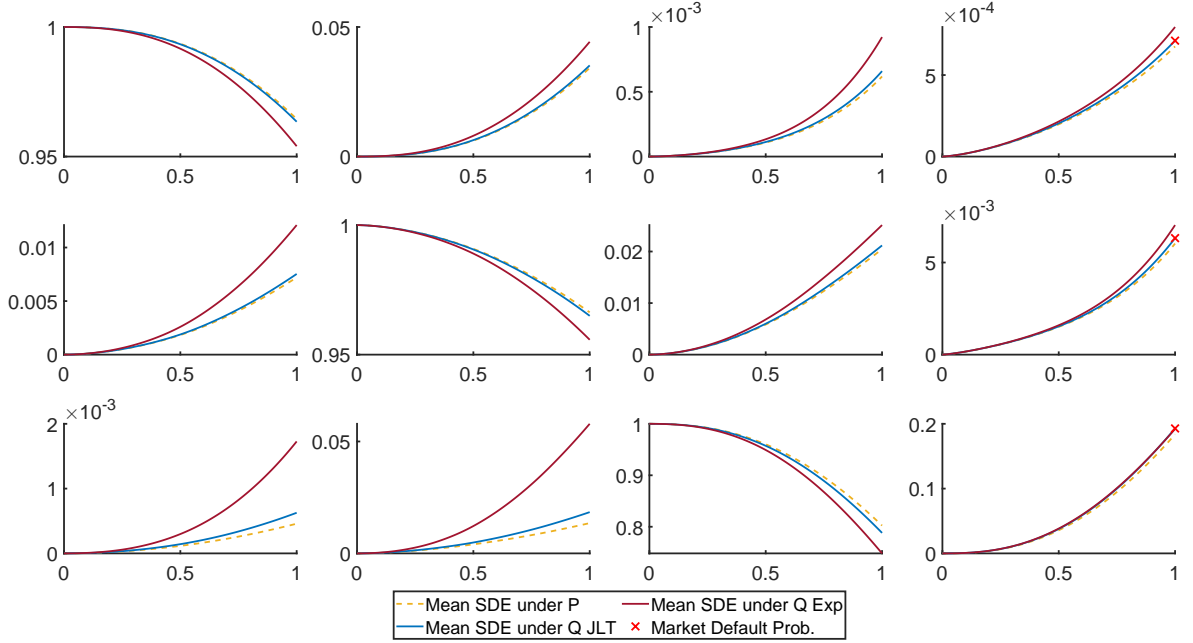 ×10^-3 ×10^-4
1 0.05 1
5
0.5
0.95 0 0 0
0 0.5 1 0 0.5 1 0 0.5 1 0 0.5 1
×10^-3
0.01 1 0.02 5
0.005 0.01
0 0.95 0 0
0 0.5 1 0 0.5 1 0 0.5 1 0 0.5 1
×10^-3
2 1 0.2
0.05
0.9
1 0.1
0.8
0 0 0
0 0.5 1 0 0.5 1 0 0.5 1 0 0.5 1
Mean SDE under P Mean SDE under Q Exp
Mean SDE under Q JLT Market Default Prob.